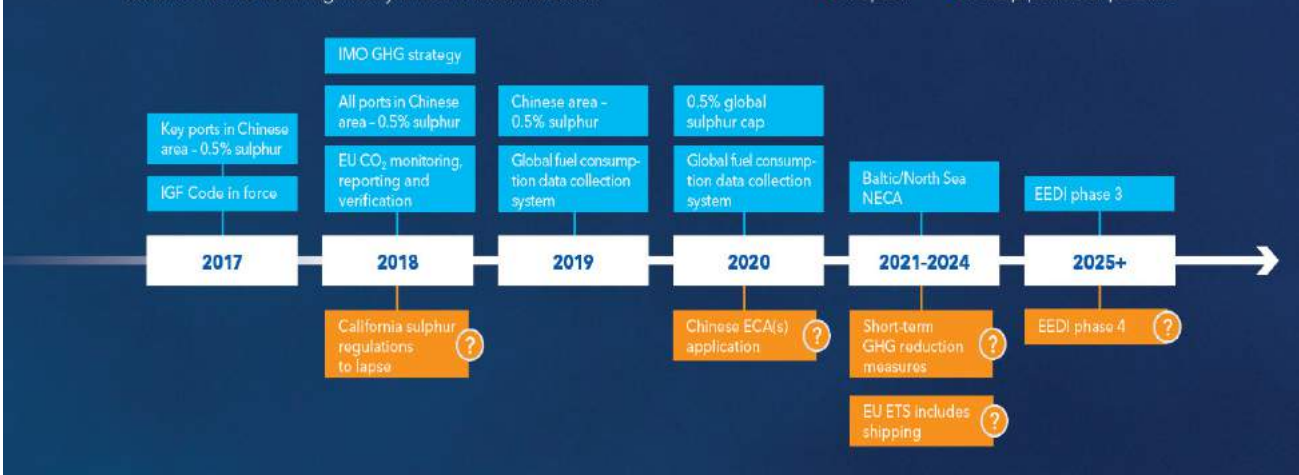 IMO GHG strategy
All ports in Chinese
area – 0.5% sulphur
Chinese area –
0.5% sulphur
0.5% global
sulphur cap
Key ports in Chinese
area – 0.5% sulphur
EU CO₂ monitoring,
reporting and
verification
Global fuel consump-
tion data collection
system
Global fuel consump-
tion data collection
system
Baltic/North Sea
NECA
IGF Code in force
EEDI phase 3
2017
2018
2019
2020
2021-2024
2025+
California sulphur
regulations
to lapse
?
Chinese ECA(s)
application
?
Short-term
GHG reduction
measures
?
EEDI phase 4
?
EU ETS includes
shipping
?